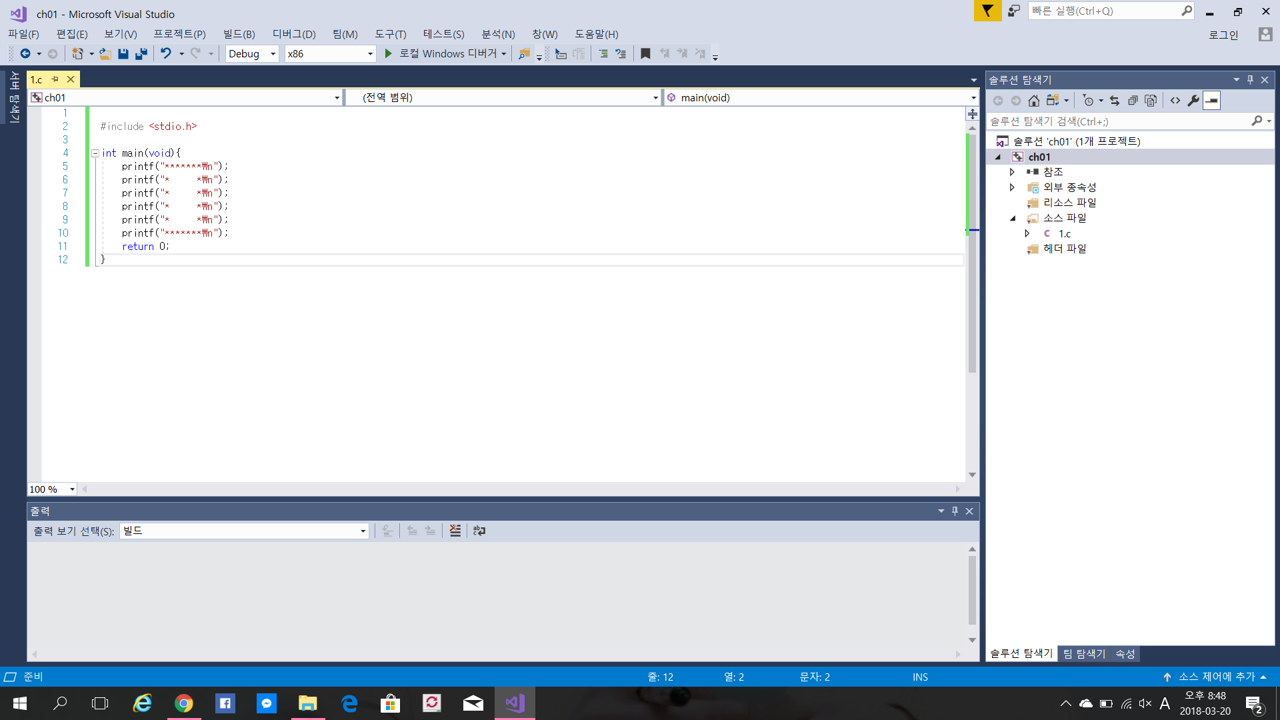 ch01 - Microsoft Visual Studio
빠른 실행(Ctrl+Q)
파일(F) 편집(E) 보기(V) 프로젝트(P) 빌드(B) 디버그(D) 팀(M) 도구(T) 테스트(S) 분석(N) 창(W) 도움말(H)
로그인
Debug x86 로컬 Windows 디버거
서버 탐색기
1.c
ch01 (전역 범위) main(void)
1
2 #include <stdio.h>
3
4 int main(void){
5 printf("*******₩n");
6 printf("*     *₩n");
7 printf("*     *₩n");
8 printf("*     *₩n");
9 printf("*     *₩n");
10 printf("*******₩n");
11 return 0;
12 }
100 %
출력
출력 보기 선택(S): 빌드
솔루션 탐색기
솔루션 탐색기 검색(Ctrl+;)
솔루션 'ch01' (1개 프로젝트)
ch01
참조
외부 종속성
리소스 파일
소스 파일
1.c
헤더 파일
솔루션 탐색기 팀 탐색기 속성
준비 줄: 12 열: 2 문자: 2 INS 소스 제어에 추가
A
오후 8:48
2018-03-20
2